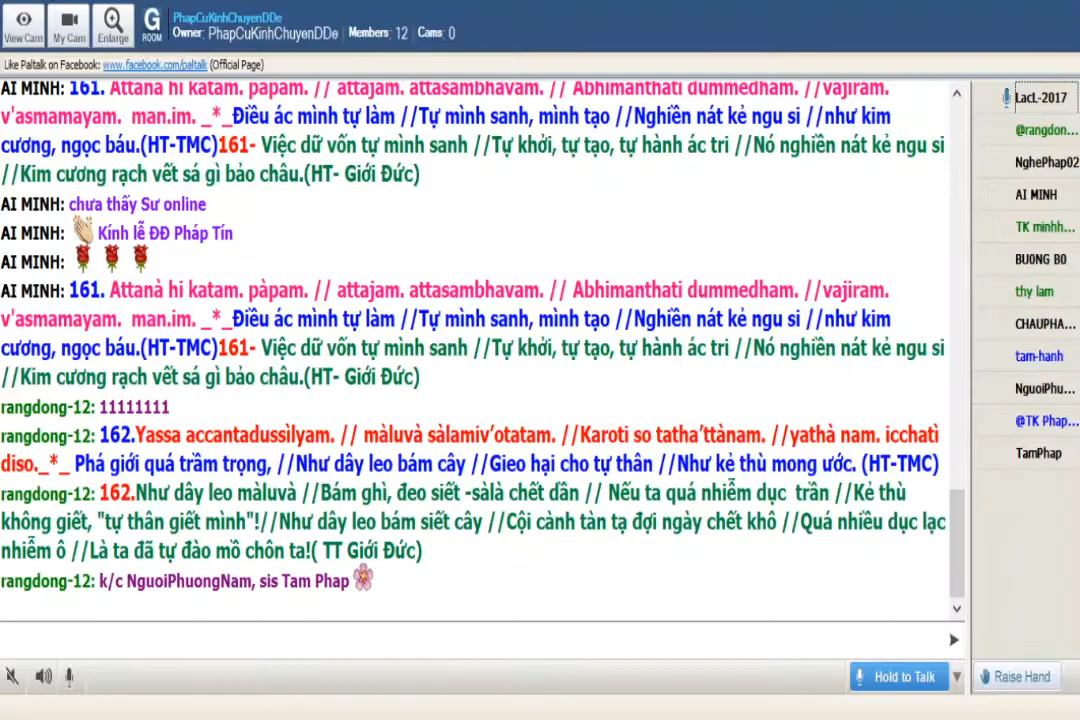 PhapCuKinhChuyenDDe
Owner: PhapCuKinhChuyenDDe Members: 12 Cams: 0
View Cam My Cam Enlarge G ROOM
Like Paltalk on Facebook: www.facebook.com/paltalk (Official Page)
AI MINH: 161. Attanà hi katam. pàpam. // attajam. attasambhavam. // Abhimanthati dummedham. //vajiram.
v'asmamayam. man.im. _*_Điều ác mình tự làm //Tự mình sanh, mình tạo //Nghiền nát kẻ ngu si //như kim
cương, ngọc báu.(HT-TMC)161- Việc dữ vốn tự mình sanh //Tự khởi, tự tạo, tự hành ác tri //Nó nghiền nát kẻ ngu si
//Kim cương rạch vết sá gì bảo châu.(HT- Giới Đức)
AI MINH: chưa thấy Sư online
AI MINH: Kính lễ ĐĐ Pháp Tín
AI MINH:
AI MINH: 161. Attanà hi katam. pàpam. // attajam. attasambhavam. // Abhimanthati dummedham. //vajiram.
v'asmamayam. man.im. _*_Điều ác mình tự làm //Tự mình sanh, mình tạo //Nghiền nát kẻ ngu si //như kim
cương, ngọc báu.(HT-TMC)161- Việc dữ vốn tự mình sanh //Tự khởi, tự tạo, tự hành ác tri //Nó nghiền nát kẻ ngu si
//Kim cương rạch vết sá gì bảo châu.(HT- Giới Đức)
rangdong-12: 11111111
rangdong-12: 162.Yassa accantadussìlyam. // màluvà sàlamiv’otatam. //Karoti so tatha’ttànam. //yathà nam. icchatì
diso._*_ Phá giới quá trầm trọng, //Như dây leo bám cây //Gieo hại cho tự thân //Như kẻ thù mong ước. (HT-TMC)
rangdong-12: 162.Như dây leo màluvà //Bám ghì, đeo siết -sàlà chết dần // Nếu ta quá nhiễm dục trần //Kẻ thù
không giết, "tự thân giết mình"!//Như dây leo bám siết cây //Cội cành tàn tạ đợi ngày chết khô //Quá nhiều dục lạc
nhiễm ô //Là ta đã tự đào mồ chôn ta!( TT Giới Đức)
rangdong-12: k/c NguoiPhuongNam, sis Tam Phap
LacL-2017
@rangdon...
NghePhap02
AI MINH
TK minhh...
BUONG BO
thy lam
CHAUPHA...
tam-hanh
NguoiPhu...
@TK Phap...
TamPhap
Hold to Talk
Raise Hand